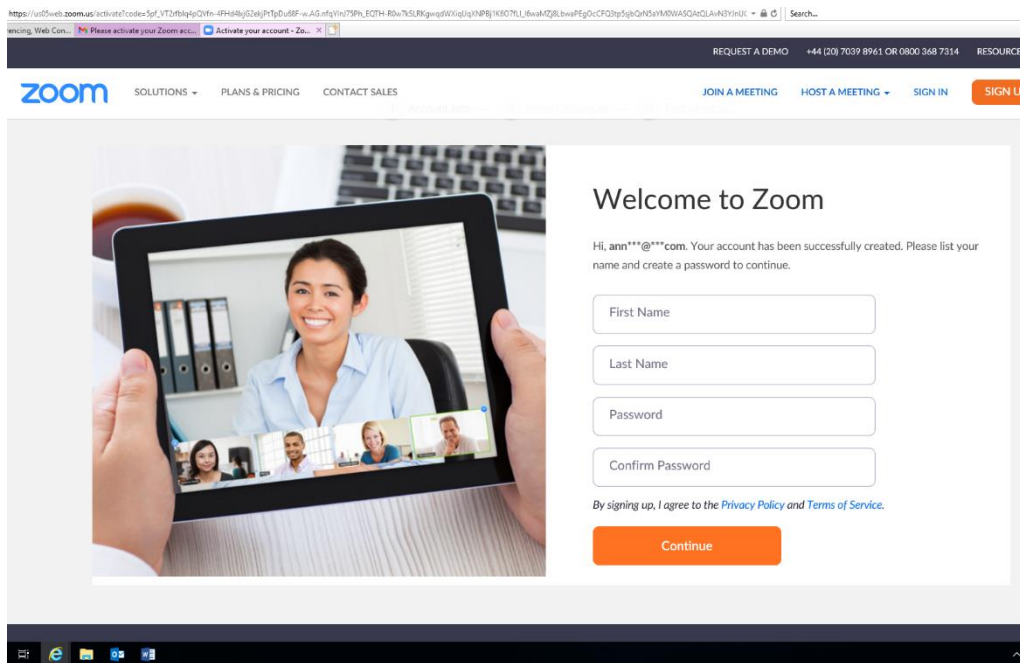 Search...
encing, Web Con...
Please activate your Zoom acc...
Activate your account - Zo...
REQUEST A DEMO
+44 (20) 7039 8961 OR 0800 368 7314
RESOURCE
zoom
SOLUTIONS
PLANS & PRICING
CONTACT SALES
JOIN A MEETING
HOST A MEETING
SIGN IN
SIGN U
Welcome to Zoom
Hi, ann***@***com. Your account has been successfully created. Please list your
name and create a password to continue.
First Name
Last Name
Password
Confirm Password
By signing up, I agree to the Privacy Policy and Terms of Service.
Continue